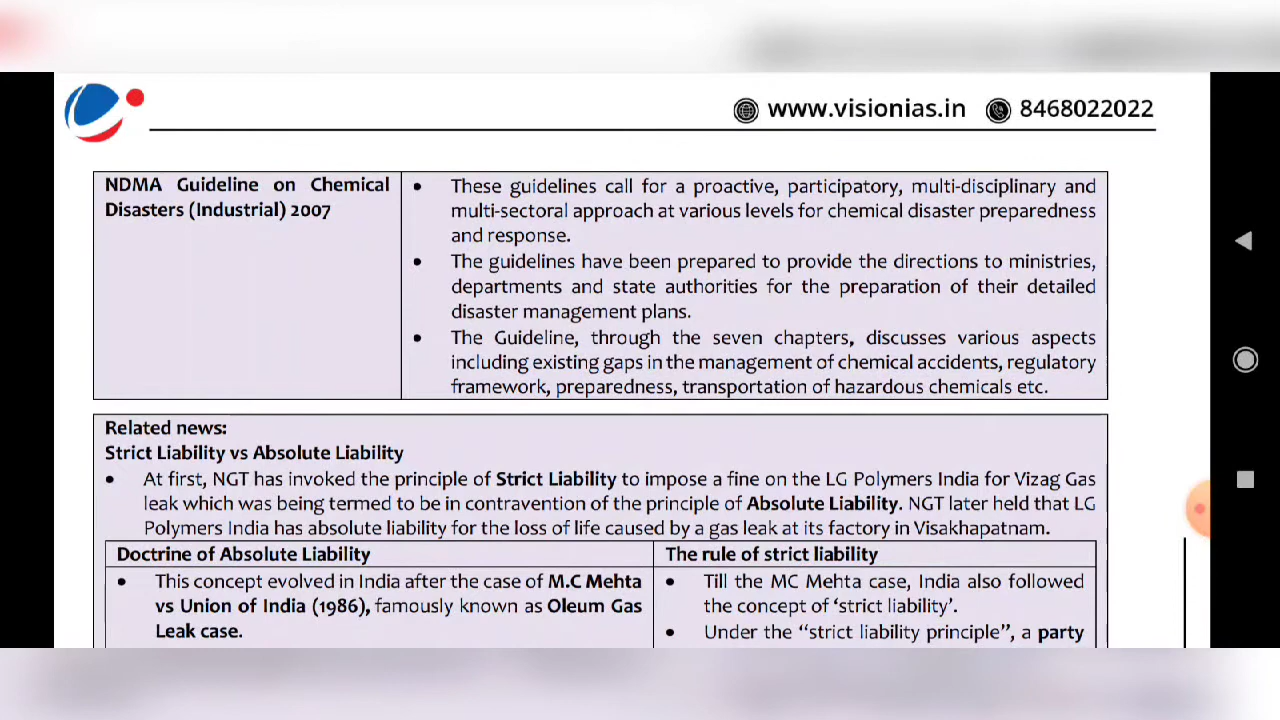 www.visionias.in 8468022022
NDMA Guideline on Chemical
Disasters (Industrial) 2007
• These guidelines call for a proactive, participatory, multi-disciplinary and
multi-sectoral approach at various levels for chemical disaster preparedness
and response.
• The guidelines have been prepared to provide the directions to ministries,
departments and state authorities for the preparation of their detailed
disaster management plans.
• The Guideline, through the seven chapters, discusses various aspects
including existing gaps in the management of chemical accidents, regulatory
framework, preparedness, transportation of hazardous chemicals etc.
Related news:
Strict Liability vs Absolute Liability
• At first, NGT has invoked the principle of Strict Liability to impose a fine on the LG Polymers India for Vizag Gas
leak which was being termed to be in contravention of the principle of Absolute Liability. NGT later held that LG
Polymers India has absolute liability for the loss of life caused by a gas leak at its factory in Visakhapatnam.
Doctrine of Absolute Liability
• This concept evolved in India after the case of M.C Mehta
vs Union of India (1986), famously known as Oleum Gas
Leak case.
The rule of strict liability
• Till the MC Mehta case, India also followed
the concept of ‘strict liability’.
• Under the “strict liability principle”, a party